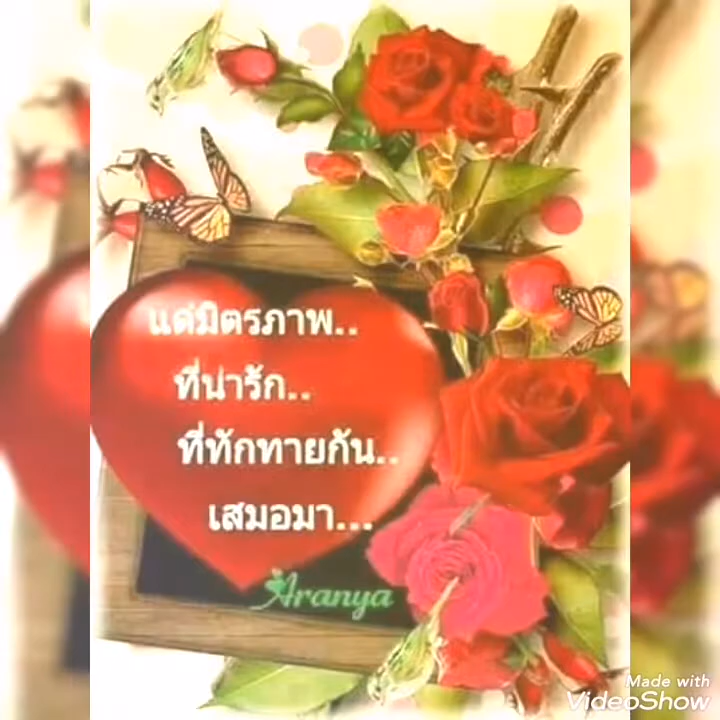 แด่มิตรภาพ..
ที่น่ารัก..
ที่ทักทายกัน..
เสมอมา...
Aranya
Made with
VideoShow